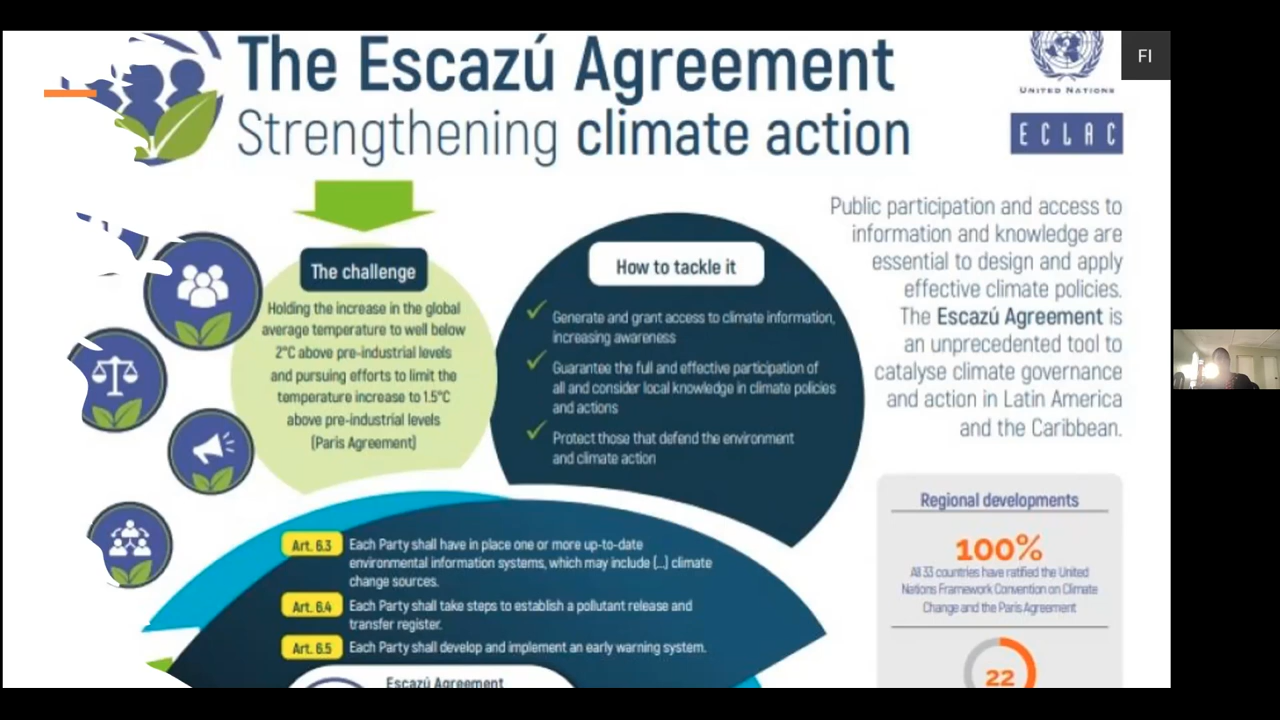 The Escazú Agreement
Strengthening climate action
UNITED NATIONS
ECLAC
FI
Public participation and access to
information and knowledge are
essential to design and apply
effective climate policies.
The Escazú Agreement is
an unprecedented tool to
catalyse climate governance
and action in Latin America
and the Caribbean.
The challenge
Holding the increase in the global
average temperature to well below
2°C above pre-industrial levels
and pursuing efforts to limit the
temperature increase to 1.5°C
above pre-industrial levels
(Paris Agreement)
How to tackle it
Generate and grant access to climate information,
increasing awareness
Guarantee the full and effective participation of
all and consider local knowledge in climate policies
and actions
Protect those that defend the environment
and climate action
Art. 6.3 Each Party shall have in place one or more up-to-date
environmental information systems, which may include [...] climate
change sources.
Art. 6.4 Each Party shall take steps to establish a pollutant release and
transfer register.
Art. 6.5 Each Party shall develop and implement an early warning system.
Escazú Agreement
Regional developments
100%
All 33 countries have ratified the United
Nations Framework Convention on Climate
Change and the Paris Agreement
22